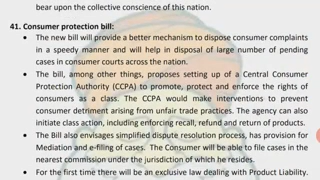 bear upon the collective conscience of this nation.
41. Consumer protection bill:
• The new bill will provide a better mechanism to dispose consumer complaints
in a speedy manner and will help in disposal of large number of pending
cases in consumer courts across the nation.
• The bill, among other things, proposes setting up of a Central Consumer
Protection Authority (CCPA) to promote, protect and enforce the rights of
consumers as a class. The CCPA would make interventions to prevent
consumer detriment arising from unfair trade practices. The agency can also
initiate class action, including enforcing recall, refund and return of products.
• The Bill also envisages simplified dispute resolution process, has provision for
Mediation and e-filing of cases. The Consumer will be able to file cases in the
nearest commission under the jurisdiction of which he resides.
• For the first time there will be an exclusive law dealing with Product Liability.